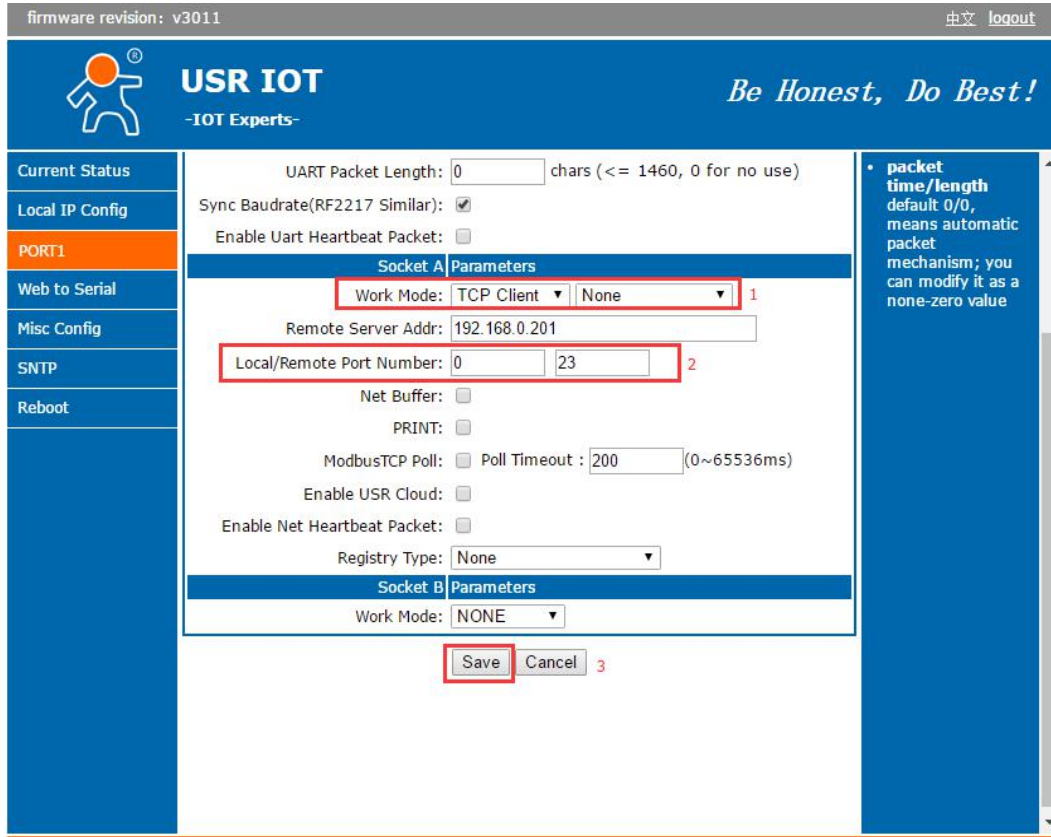 firmware revision: v3011
中文 logout
®
USR IOT
-IOT Experts-
Be Honest, Do Best!
Current Status
Local IP Config
PORT1
Web to Serial
Misc Config
SNTP
Reboot
UART Packet Length: 0 chars (<= 1460, 0 for no use)
Sync Baudrate(RF2217 Similar):
Enable Uart Heartbeat Packet:
Socket A Parameters
Work Mode: TCP Client None 1
Remote Server Addr: 192.168.0.201
Local/Remote Port Number: 0 23 2
Net Buffer:
PRINT:
ModbusTCP Poll: Poll Timeout : 200 (0~65536ms)
Enable USR Cloud:
Enable Net Heartbeat Packet:
Registry Type: None
Socket B Parameters
Work Mode: NONE
Save Cancel 3
• packet
time/length
default 0/0,
means automatic
packet
mechanism; you
can modify it as a
none-zero value